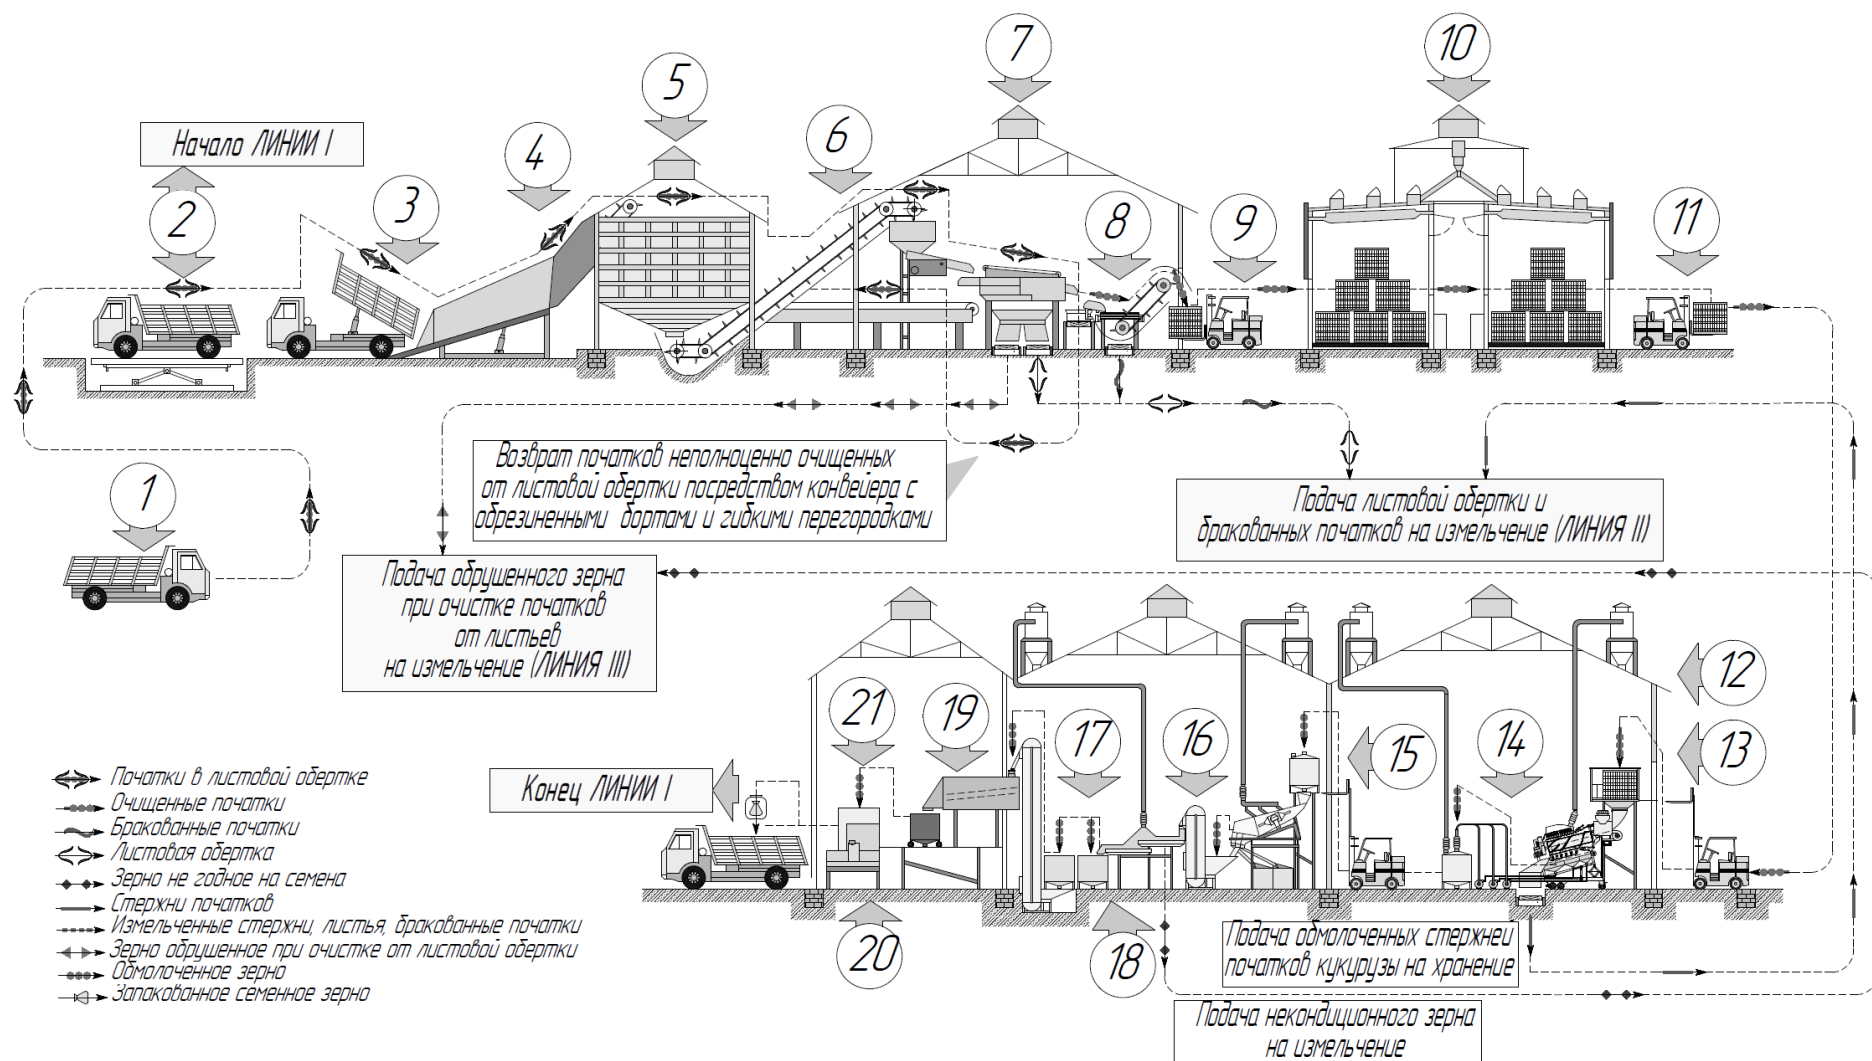 5
7
10
Начало ЛИНИИ I
4
6
2
3
8
9
11
Возврат початков неполноценно очищенных
от листовой обертки посредством конвейера с
обрезиненными бортами и гибкими перегородками
1
Подача листовой обертки и
бракованных початков на измельчение (ЛИНИЯ II)
Подача обрушенного зерна
при очистке початков
от листьев
на измельчение (ЛИНИЯ III)
12
21
19
17
16
15
14
13
Конец ЛИНИИ I
Початки в листовой обертке
Очищенные початки
Бракованные початки
Листовая обертка
Зерно не годное на семена
Стержни початков
Измельченные стержни, листья, бракованные початки
Зерно обрушенное при очистке от листовой обертки
Обмолоченное зерно
Запакованное семенное зерно
20
18
Подача обмолоченных стержней
початков кукурузы на хранение
Подача некондиционного зерна
на измельчение